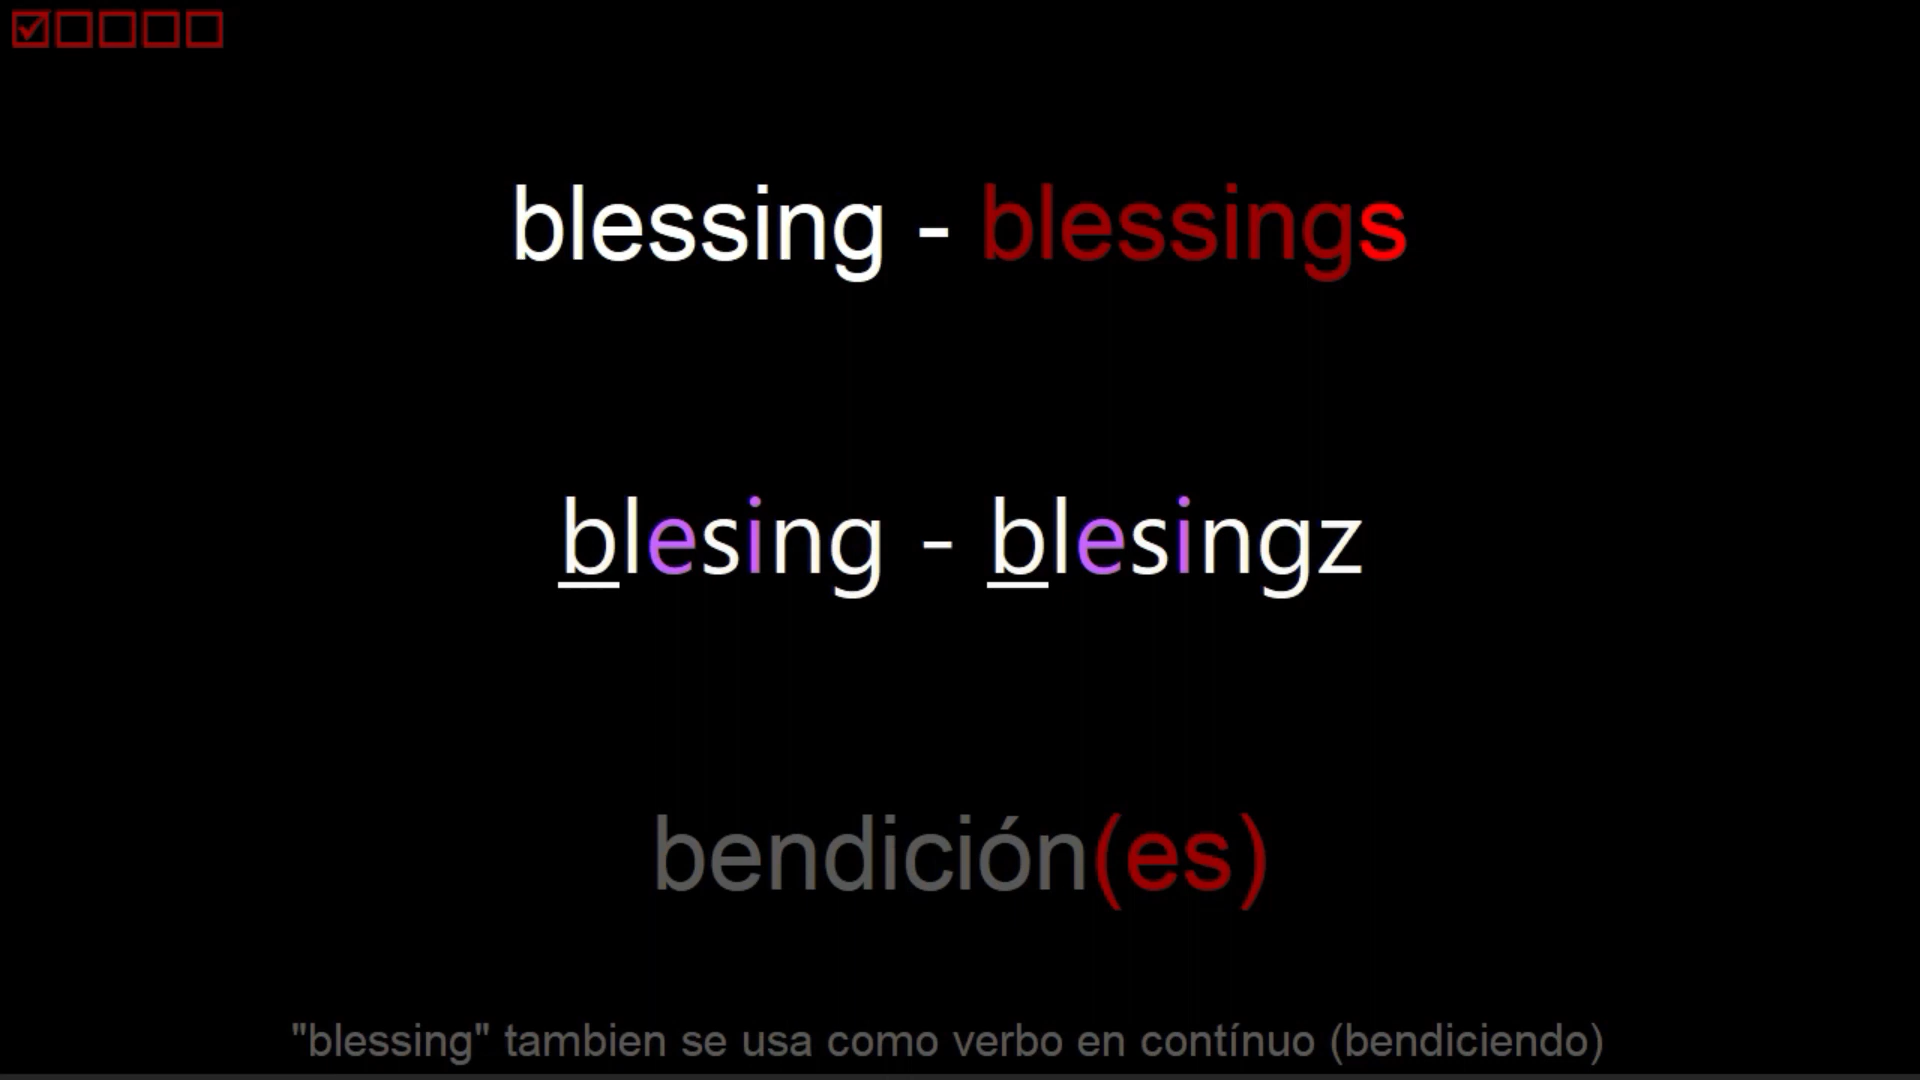 blessing - blessings
blesing - blesingz
bendición(es)
"blessing" tambien se usa como verbo en contínuo (bendiciendo)